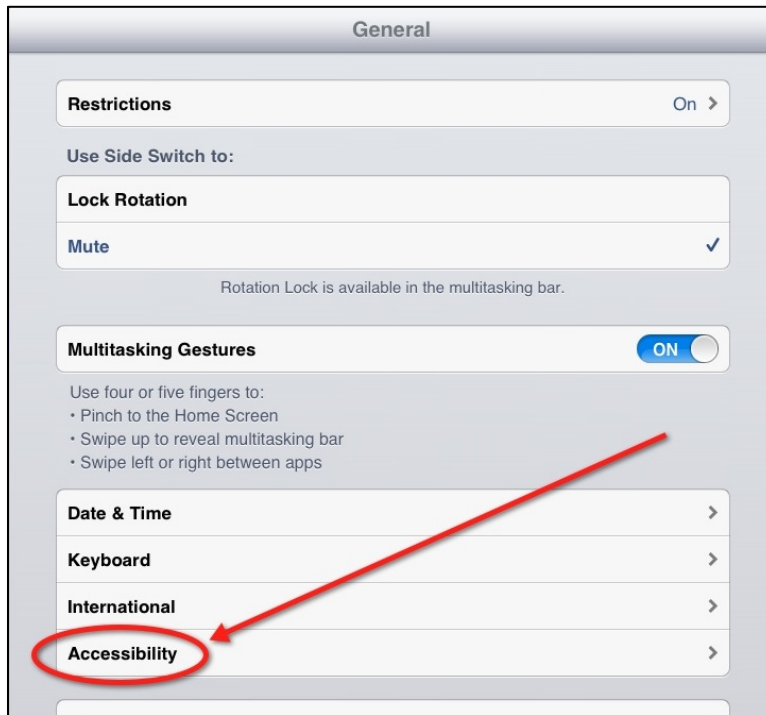 General
Restrictions On
Use Side Switch to:
Lock Rotation
Mute
Rotation Lock is available in the multitasking bar.
Multitasking Gestures ON
Use four or five fingers to:
• Pinch to the Home Screen
• Swipe up to reveal multitasking bar
• Swipe left or right between apps
Date & Time
Keyboard
International
Accessibility